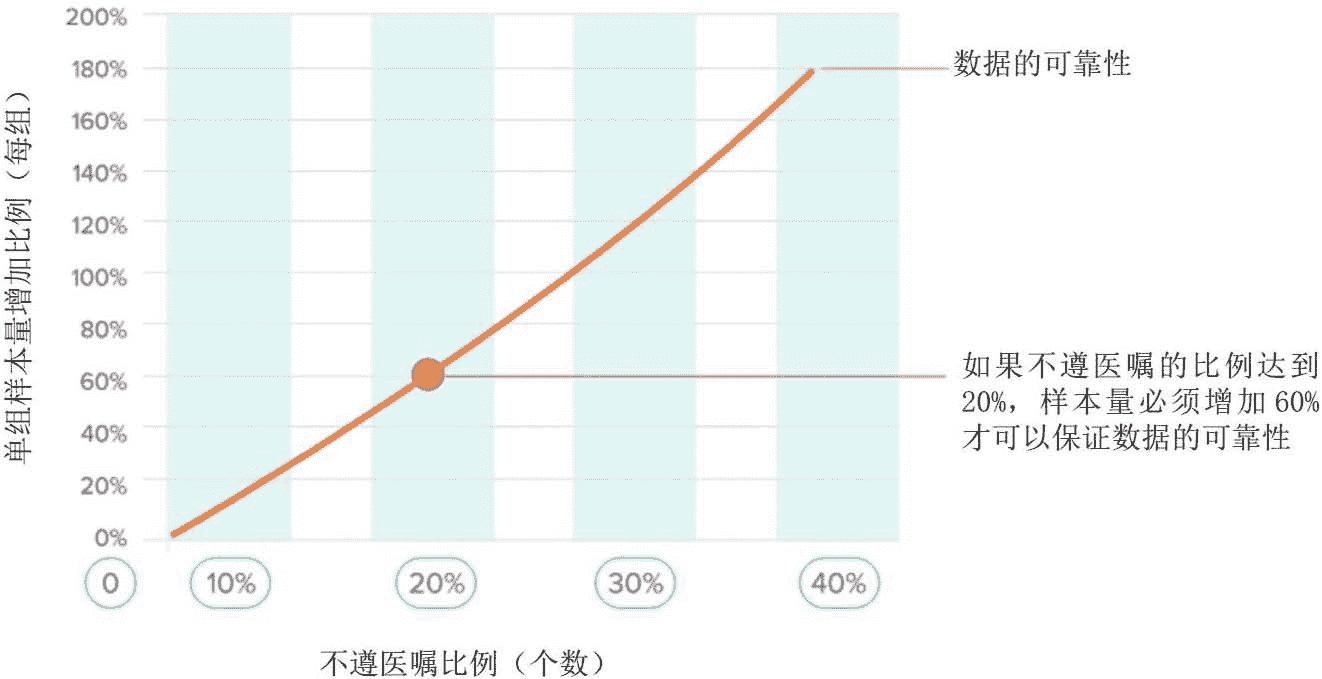 200%
180%
160%
140%
120%
100%
80%
60%
40%
20%
0%
单组样本量增加比例（每组）
数据的可靠性
如果不遵医嘱的比例达到
20%，样本量必须增加 60%
才可以保证数据的可靠性
0
10%
20%
30%
40%
不遵医嘱比例（个数）